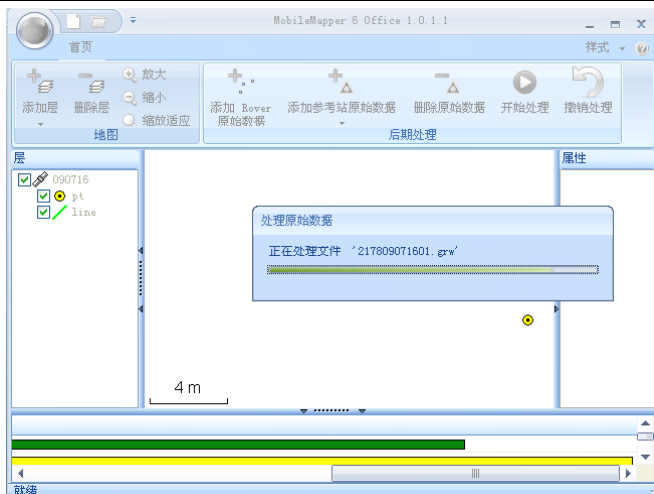 MobileMapper 6 Office 1.0.1.1
首页
样式
添加层
删除层
放大
缩小
缩放适应
地图
添加 Rover
原始数据
添加参考站原始数据
删除原始数据
开始处理
撤销处理
后期处理
层
090716
pt
line
处理原始数据
正在处理文件 '217809071601.grw'
属性
4 m
就绪